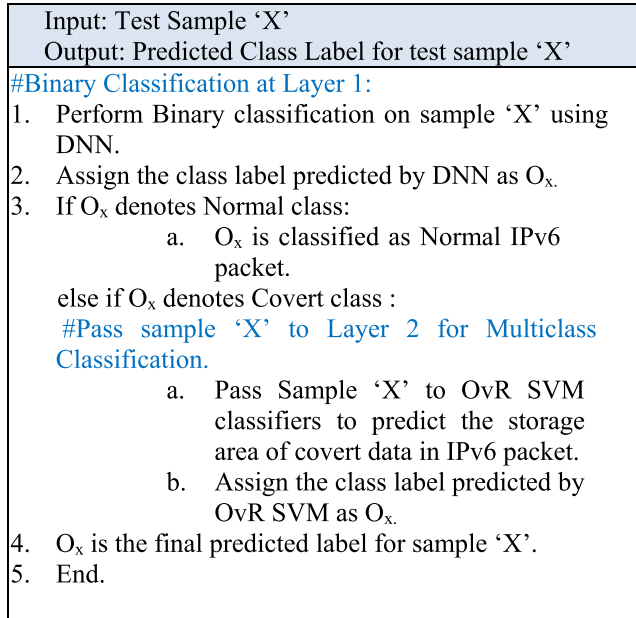 Input: Test Sample ‘X’
Output: Predicted Class Label for test sample ‘X’
#Binary Classification at Layer 1:
1. Perform Binary classification on sample ‘X’ using
DNN.
2. Assign the class label predicted by DNN as Oₓ.
3. If Oₓ denotes Normal class:
a. Oₓ is classified as Normal IPv6
packet.
else if Oₓ denotes Covert class :
#Pass sample ‘X’ to Layer 2 for Multiclass
Classification.
a. Pass Sample ‘X’ to OvR SVM
classifiers to predict the storage
area of covert data in IPv6 packet.
b. Assign the class label predicted by
OvR SVM as Oₓ.
4. Oₓ is the final predicted label for sample ‘X’.
5. End.